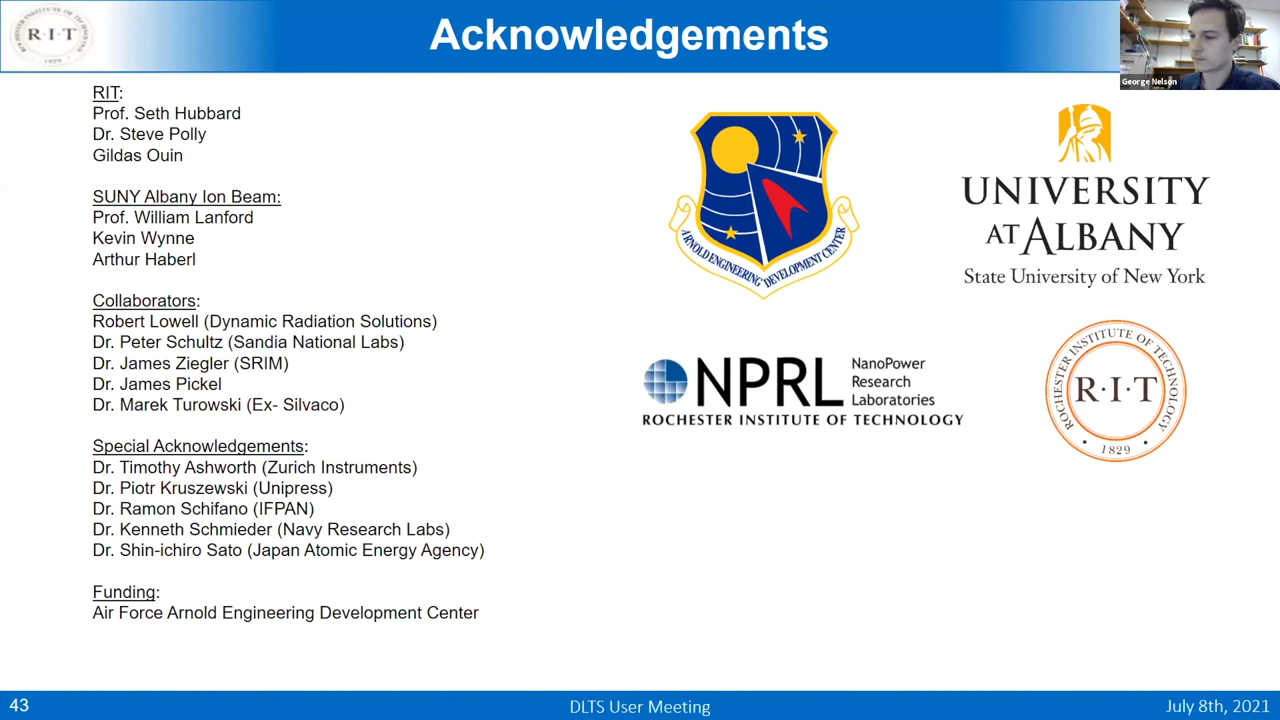 R·I·T
1829
Acknowledgements
George Nelson
RIT:
Prof. Seth Hubbard
Dr. Steve Polly
Gildas Ouin
SUNY Albany Ion Beam:
Prof. William Lanford
Kevin Wynne
Arthur Haberl
Collaborators:
Robert Lowell (Dynamic Radiation Solutions)
Dr. Peter Schultz (Sandia National Labs)
Dr. James Ziegler (SRIM)
Dr. James Pickel
Dr. Marek Turowski (Ex- Silvaco)
Special Acknowledgements:
Dr. Timothy Ashworth (Zurich Instruments)
Dr. Piotr Kruszewski (Unipress)
Dr. Ramon Schifano (IFPAN)
Dr. Kenneth Schmieder (Navy Research Labs)
Dr. Shin-ichiro Sato (Japan Atomic Energy Agency)
Funding:
Air Force Arnold Engineering Development Center
ARNOLD ENGINEERING DEVELOPMENT CENTER
UNIVERSITY
AT ALBANY
State University of New York
NPRL
NanoPower
Research
Laboratories
ROCHESTER INSTITUTE OF TECHNOLOGY
ROCHESTER INSTITUTE OF TECHNOLOGY
R·I·T
• 1829 •
43
DLTS User Meeting
July 8th, 2021